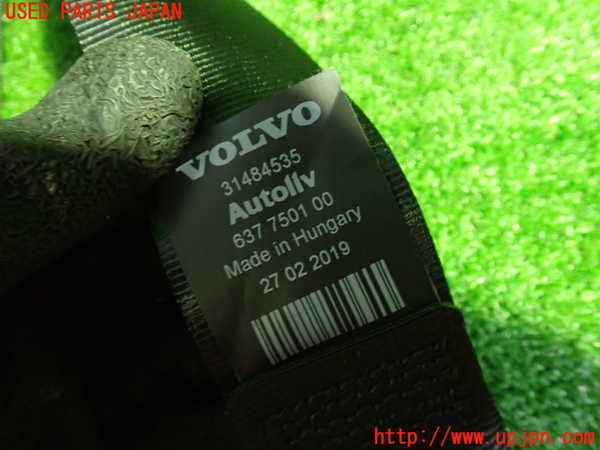 USED PARTS JAPAN
VOLVO
31484535
Autoliv
637 7501 00
Made in Hungary
27 02 2019
http://www.upjpn.com/